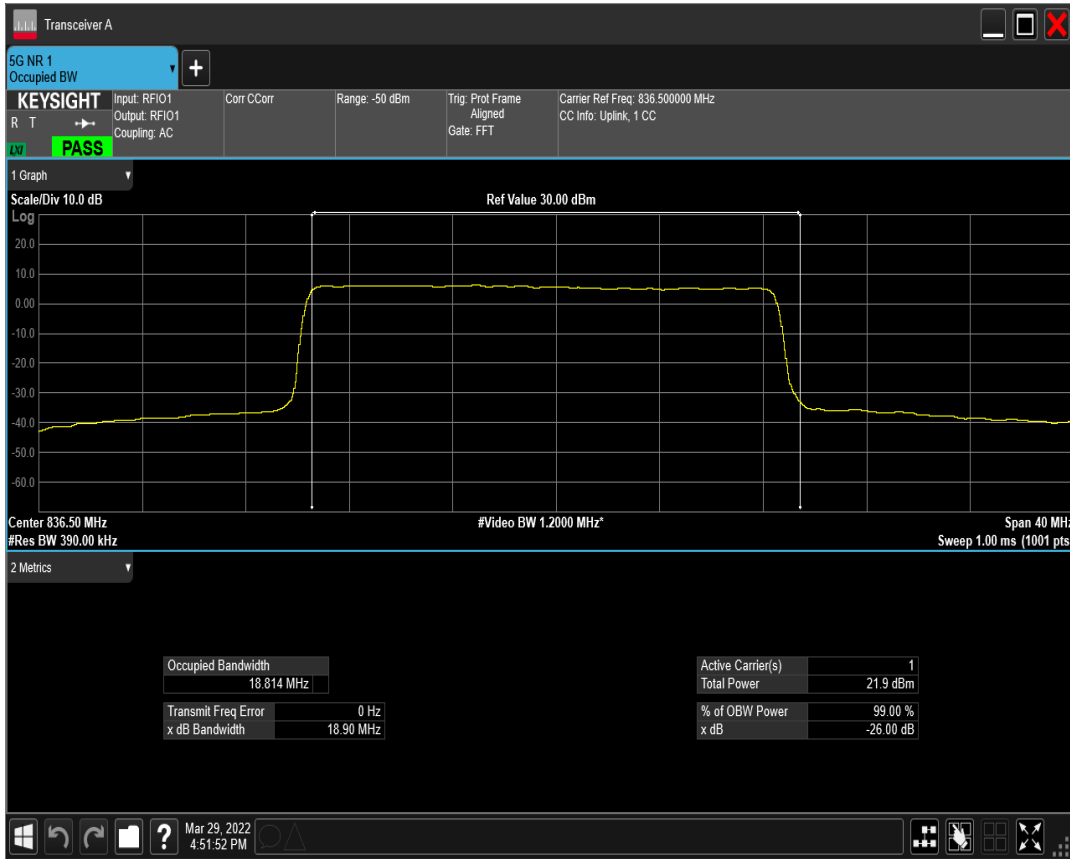 Transceiver A
5G NR 1
Occupied BW
KEYSIGHT
R T
LXI
PASS
Input: RFIO1
Output: RFIO1
Coupling: AC
Corr CCorr
Range: -50 dBm
Trig: Prot Frame
Aligned
Gate: FFT
Carrier Ref Freq: 836.500000 MHz
CC Info: Uplink, 1 CC
1 Graph
Scale/Div 10.0 dB
Ref Value 30.00 dBm
Log
20.0
10.0
0.00
-10.0
-20.0
-30.0
-40.0
-50.0
-60.0
Center 836.50 MHz
#Video BW 1.2000 MHz*
Span 40 MHz
#Res BW 390.00 kHz
Sweep 1.00 ms (1001 pts
2 Metrics
Occupied Bandwidth
18.814 MHz
Transmit Freq Error 0 Hz
x dB Bandwidth 18.90 MHz
Active Carrier(s) 1
Total Power 21.9 dBm
% of OBW Power 99.00 %
x dB -26.00 dB
?
Mar 29, 2022
4:51:52 PM